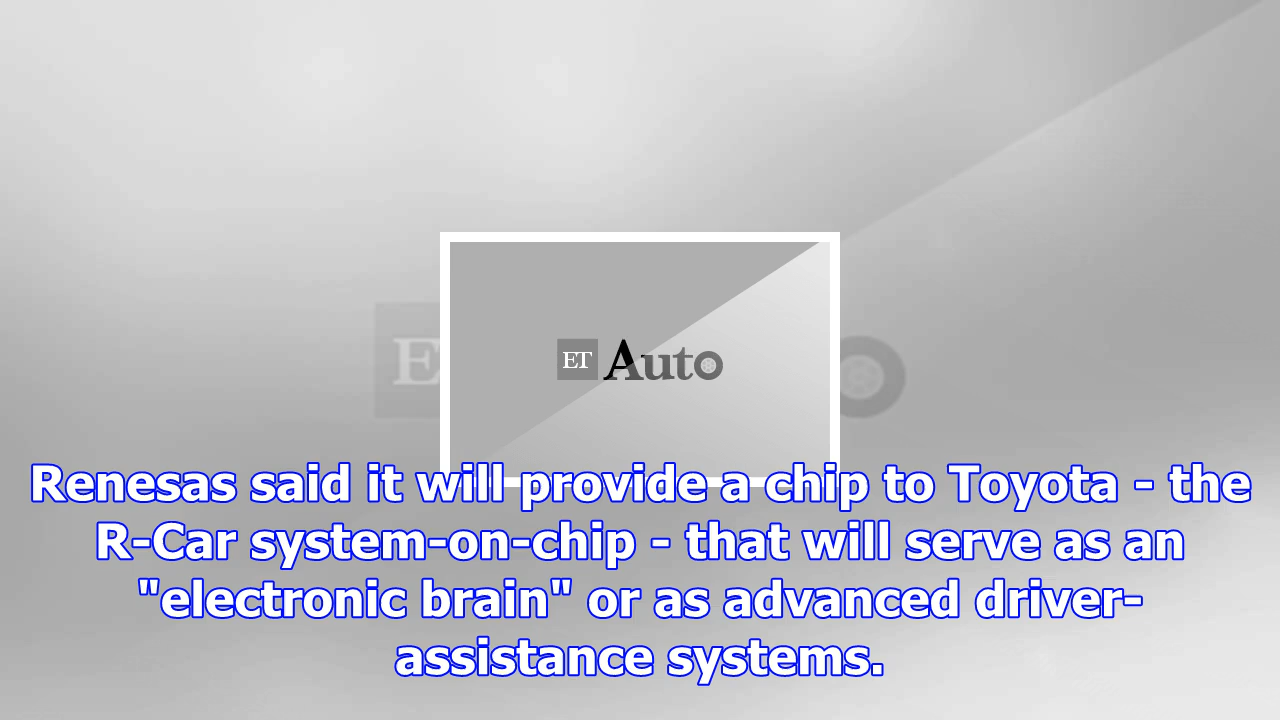 ET Auto
ET
Renesas said it will provide a chip to Toyota - the
R-Car system-on-chip - that will serve as an
"electronic brain" or as advanced driver-
assistance systems.